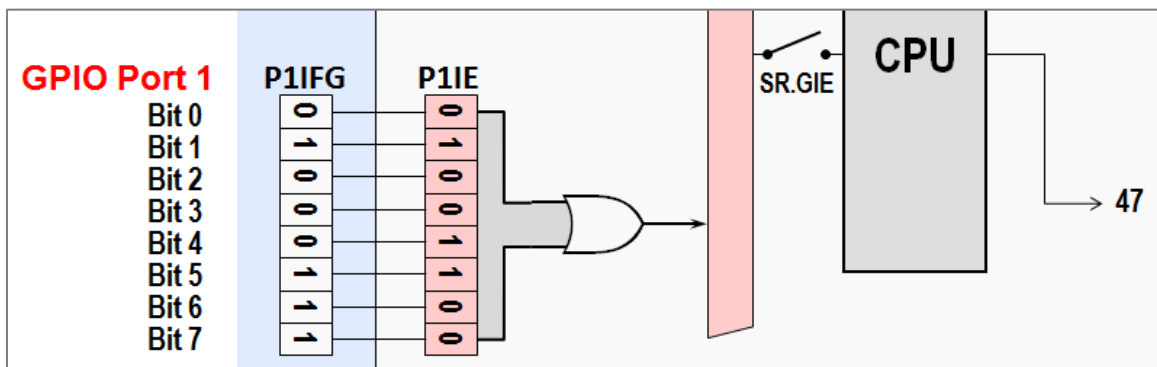 SR.GIE
CPU
GPIO Port 1 P1IFG P1IE
Bit 0 0 0
Bit 1 1 1
Bit 2 0 0
Bit 3 0 0
Bit 4 0 1
Bit 5 1 1
Bit 6 1 0
Bit 7 1 0
47